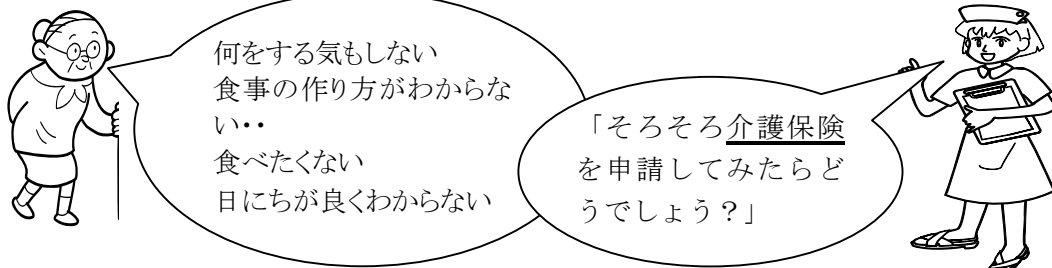 何をする気もしない
食事の作り方がわからな
い・・
食べたくない
日にちが良くわからない
「そろそろ介護保険
を申請してみたらど
うでしょう？」